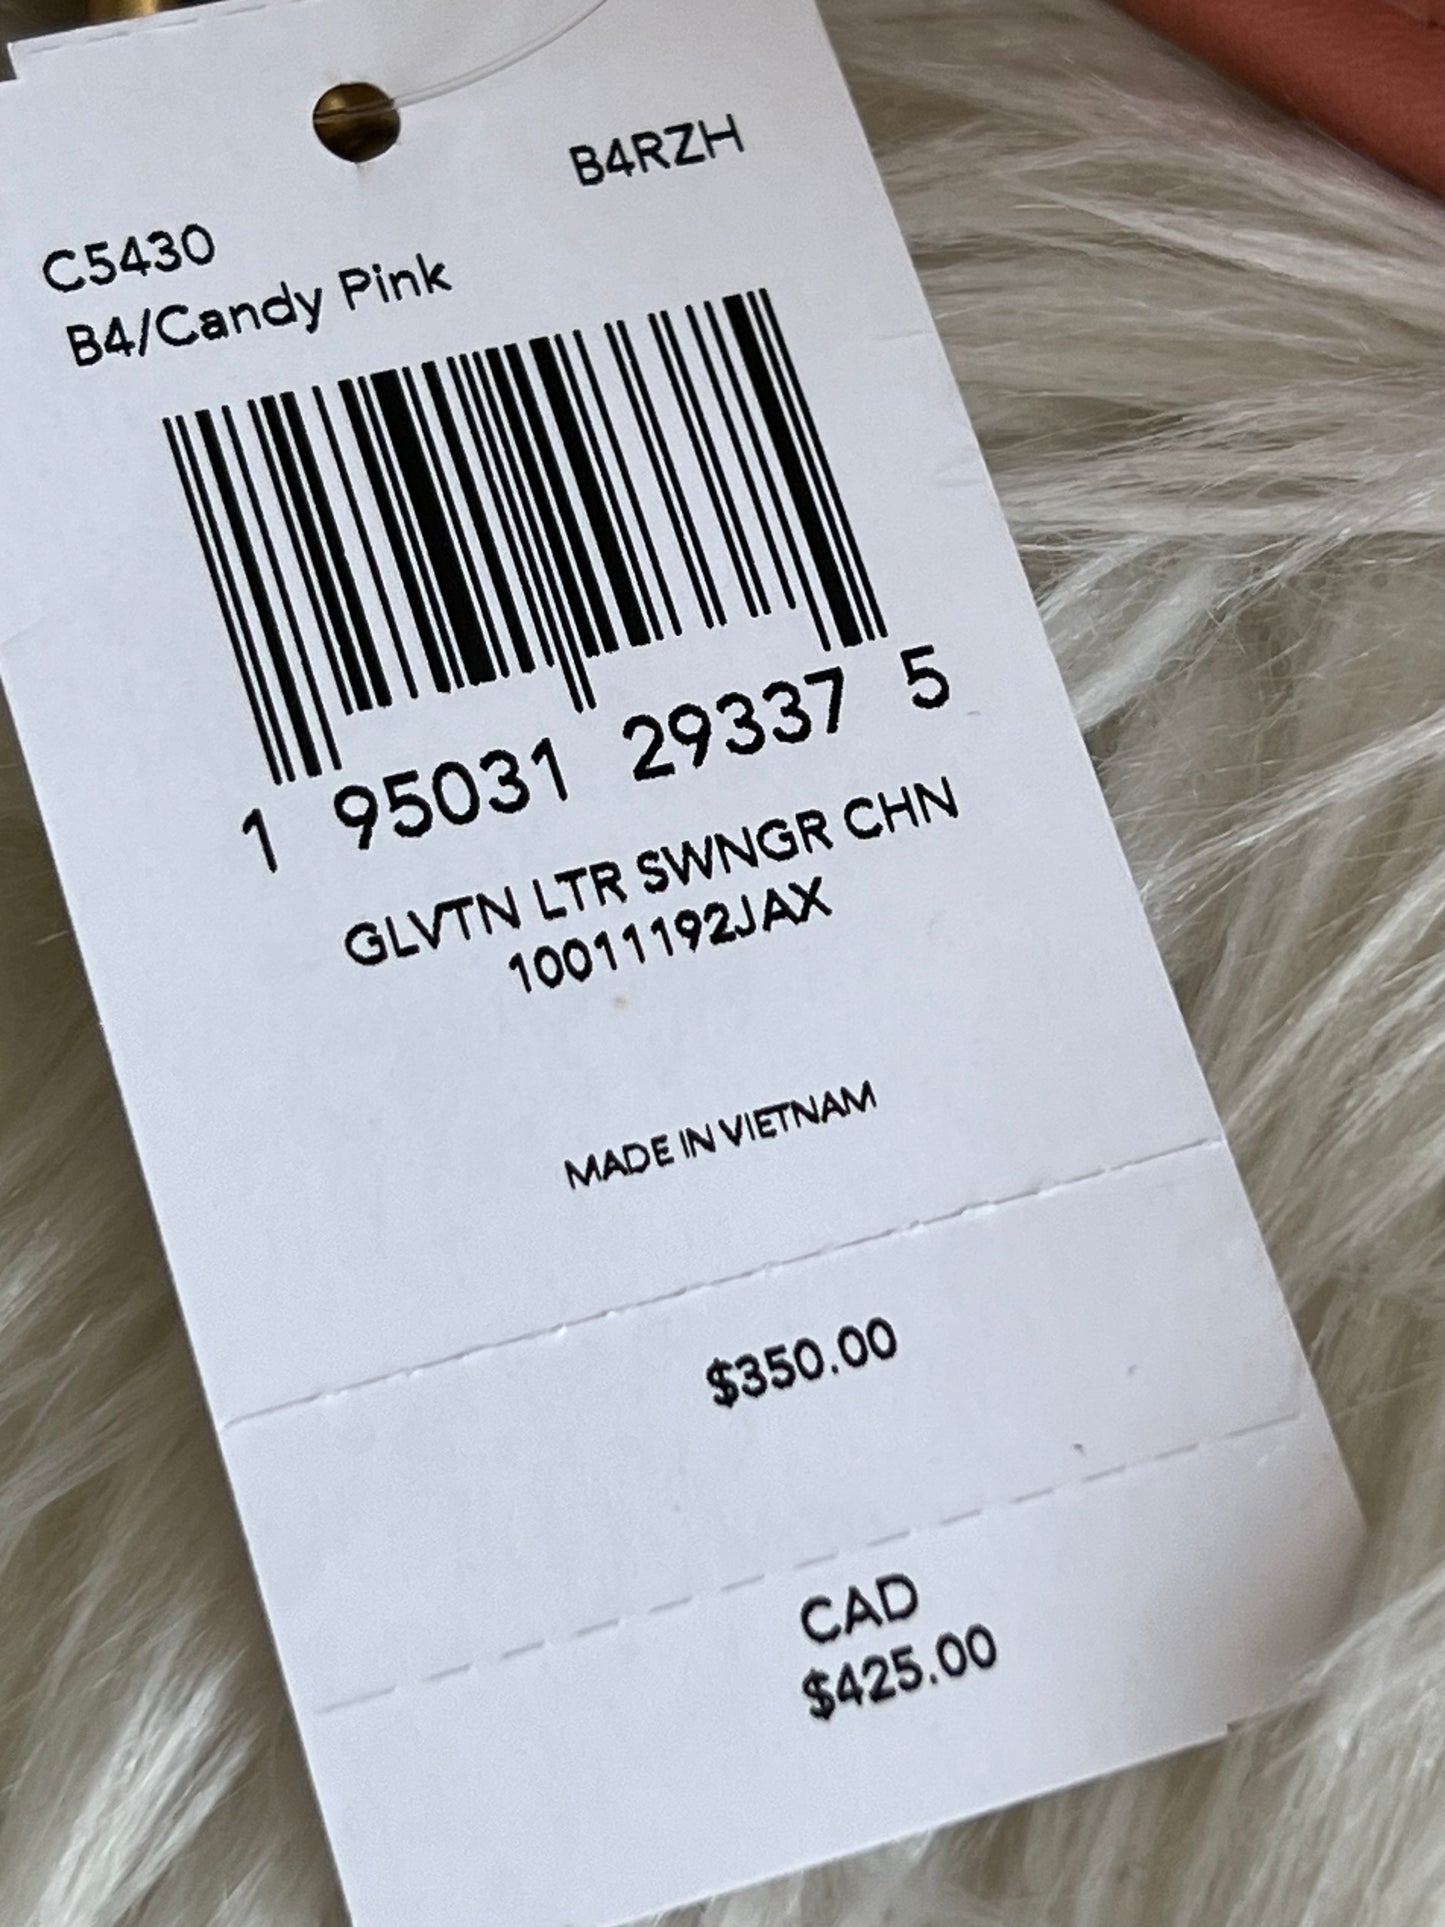 B4RZH
C5430
B4/Candy Pink
1 95031 29337 5
GLVTN LTR SWNGR CHN
10011192JAX
MADE IN VIETNAM
$350.00
CAD
$425.00